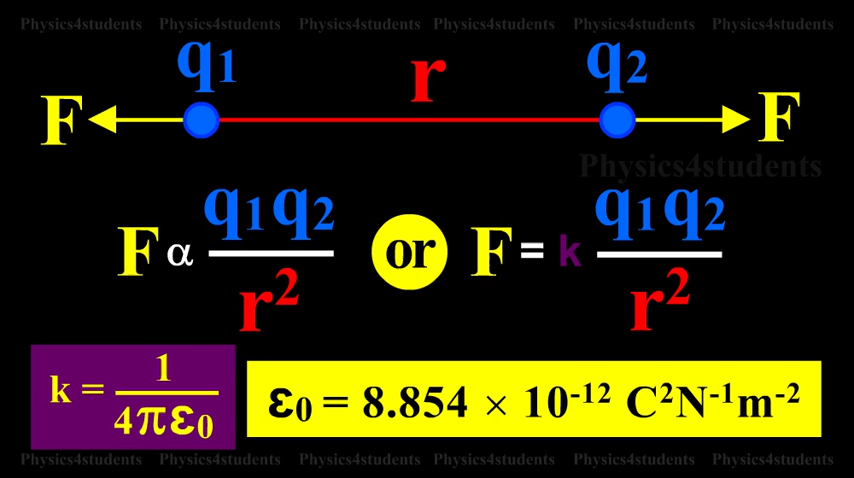 Physics4students Physics4students Physics4students Physics4students Physics4students Physics4students
q1 r q2
F F
Physics4students
F α q1q2/r² or F = k q1q2/r²
k = 1/4πε0
ε0 = 8.854 × 10⁻¹² C²N⁻¹m⁻²
Physics4students Physics4students Physics4students Physics4students Physics4students Physics4students